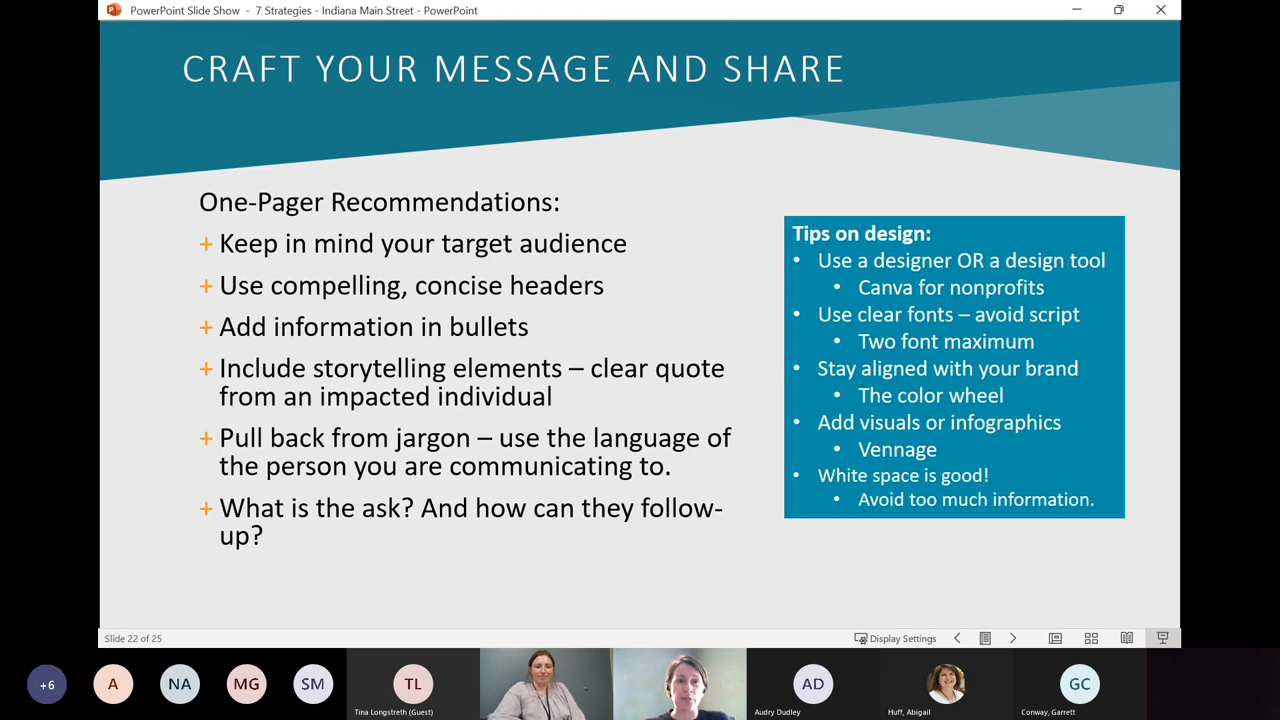 PowerPoint Slide Show - 7 Strategies - Indiana Main Street - PowerPoint
CRAFT YOUR MESSAGE AND SHARE
One-Pager Recommendations:
+ Keep in mind your target audience
+ Use compelling, concise headers
+ Add information in bullets
+ Include storytelling elements – clear quote
from an impacted individual
+ Pull back from jargon – use the language of
the person you are communicating to.
+ What is the ask? And how can they follow-
up?
Tips on design:
• Use a designer OR a design tool
• Canva for nonprofits
• Use clear fonts – avoid script
• Two font maximum
• Stay aligned with your brand
• The color wheel
• Add visuals or infographics
• Vennage
• White space is good!
• Avoid too much information.
Slide 22 of 25
Display Settings
+6
A
NA
MG
SM
TL
Tina Longstreth (Guest)
AD
Audry Dudley
Huff, Abigail
GC
Conway, Garrett